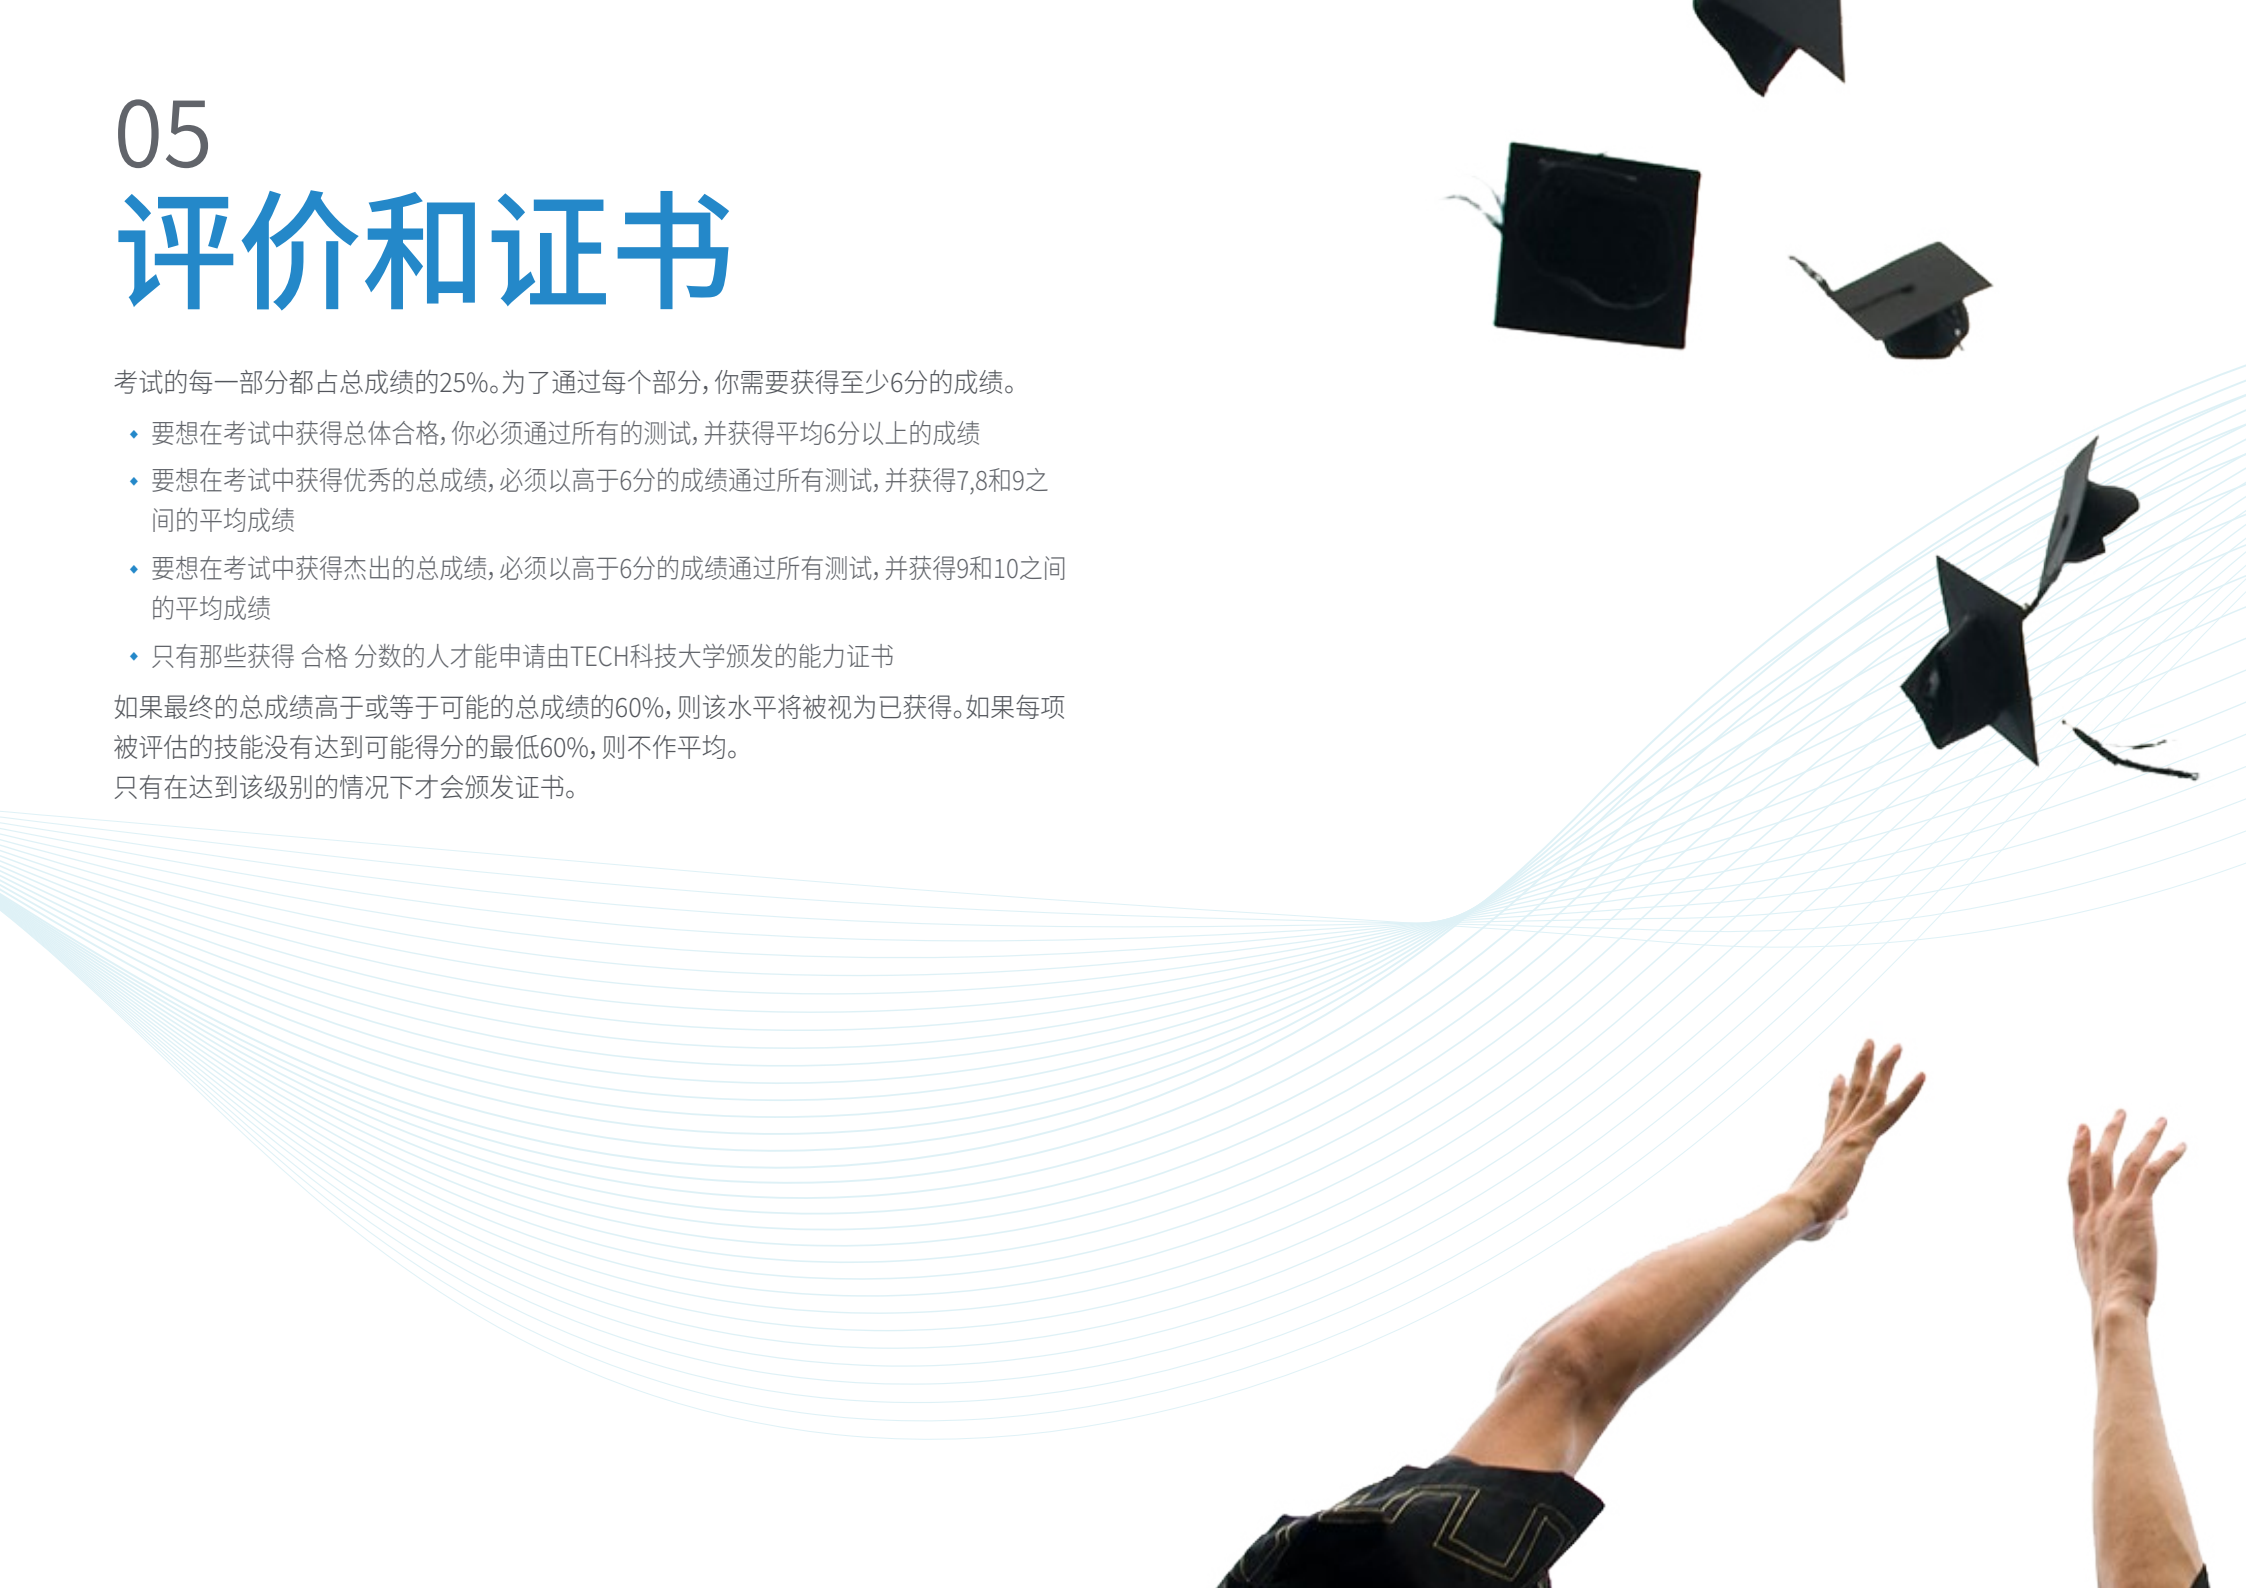 05
评价和证书
考试的每一部分都占总成绩的25%。为了通过每个部分，你需要获得至少6分的成绩。
要想在考试中获得总体合格，你必须通过所有的测试，并获得平均6分以上的成绩
要想在考试中获得优秀的总成绩，必须以高于6分的成绩通过所有测试，并获得7,8和9之
间的平均成绩
要想在考试中获得杰出的总成绩，必须以高于6分的成绩通过所有测试，并获得9和10之间
的平均成绩
只有那些获得 合格 分数的人才能申请由TECH科技大学颁发的能力证书
如果最终的总成绩高于或等于可能的总成绩的60%，则该水平将被视为已获得。如果每项
被评估的技能没有达到可能得分的最低60%，则不作平均。
只有在达到该级别的情况下才会颁发证书。